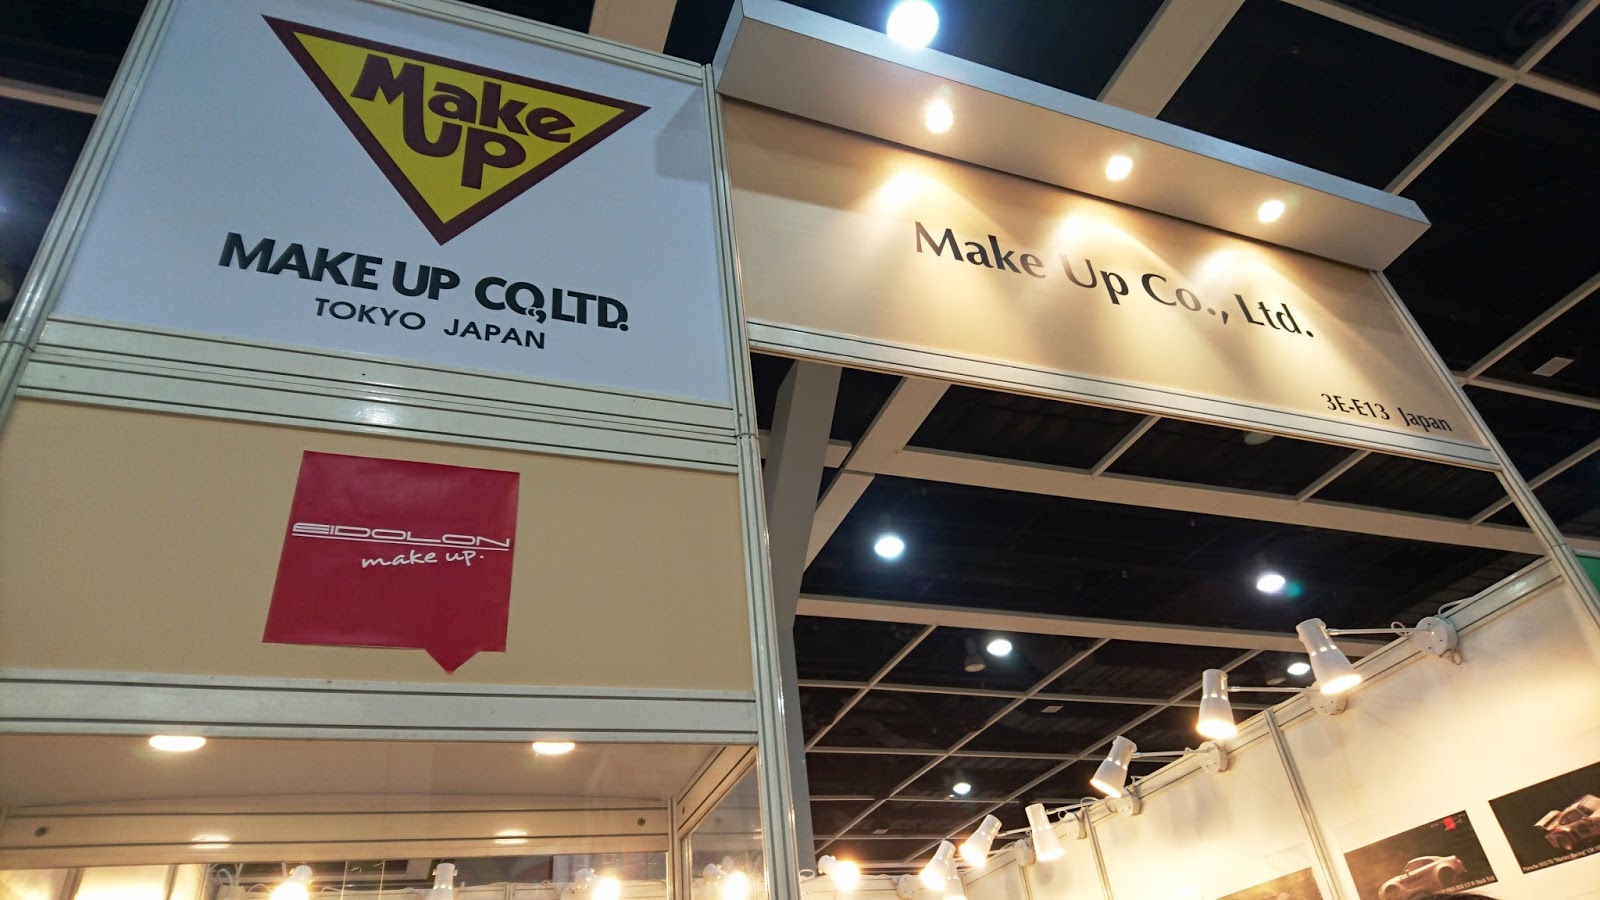 Make
Up
MAKE UP CO., LTD.
TOKYO JAPAN
EIDOLON
make up.
Make Up Co., Ltd.
3E-E13 Japan